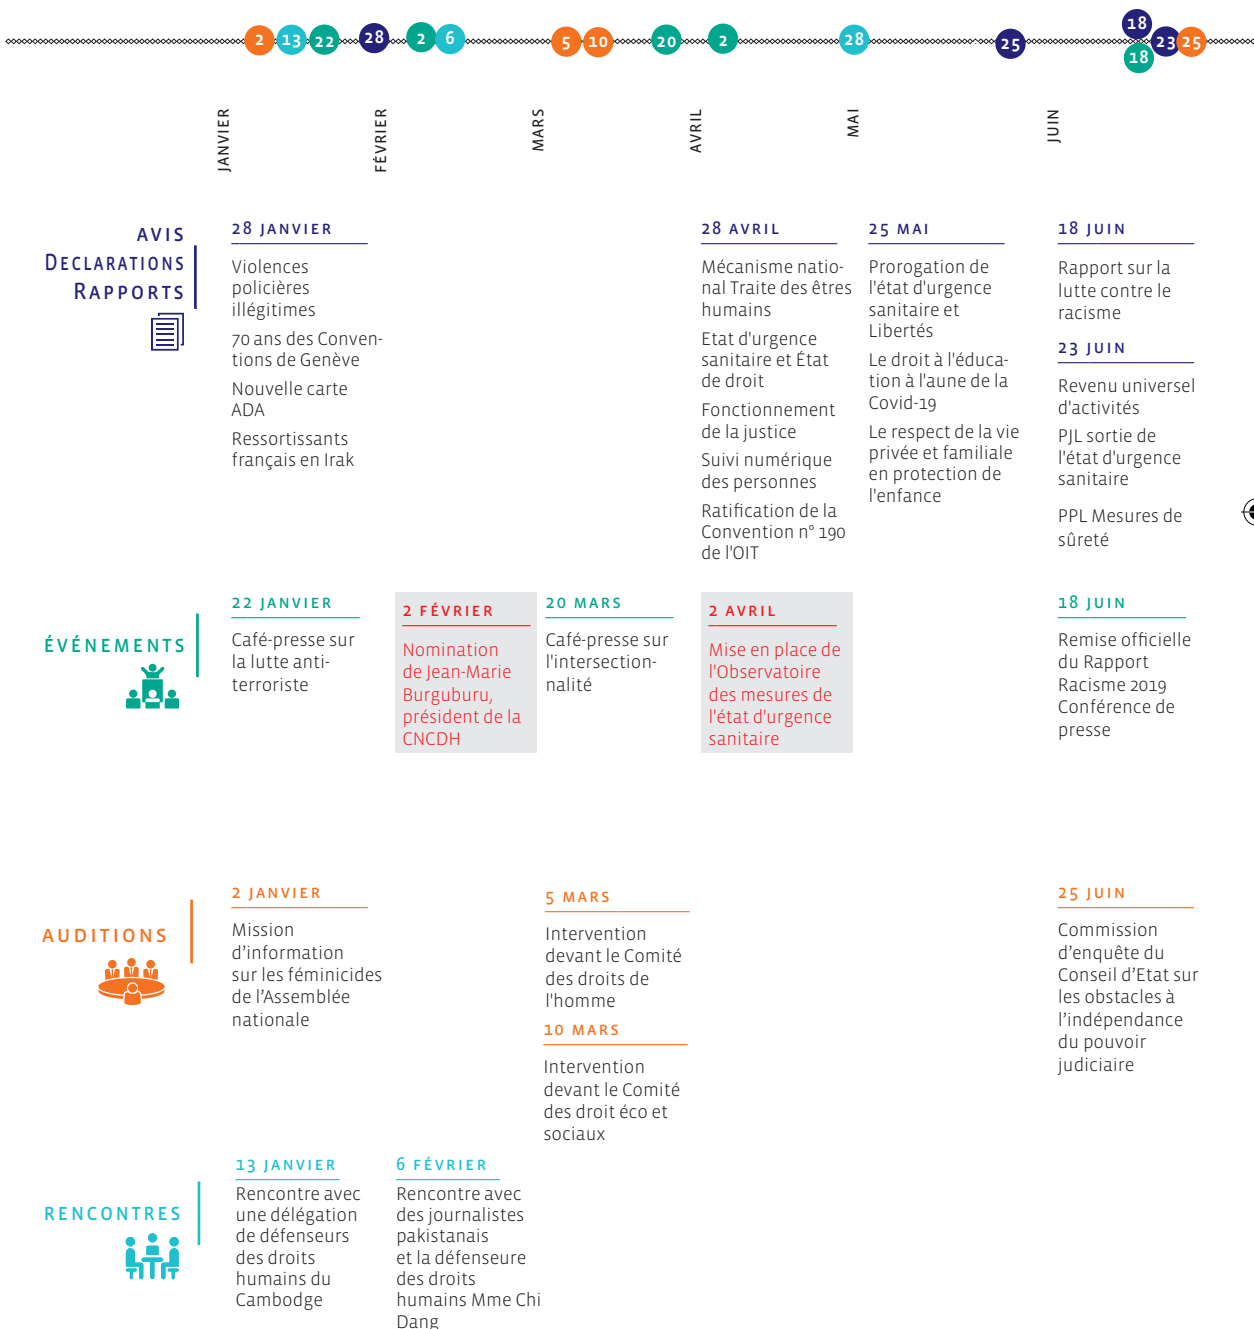 2 13 22 28 2 6 5 10 20 2 28 25 18 18 23 25
JANVIER
FÉVRIER
MARS
AVRIL
MAI
JUIN
AVIS
DECLARATIONS
RAPPORTS
28 JANVIER
Violences
policières
illégitimes
70 ans des Conven-
tions de Genève
Nouvelle carte
ADA
Ressortissants
français en Irak
28 AVRIL
Mécanisme natio-
nal Traite des êtres
humains
Etat d'urgence
sanitaire et État
de droit
Fonctionnement
de la justice
Suivi numérique
des personnes
Ratification de la
Convention n° 190
de l'OIT
25 MAI
Prorogation de
l'état d'urgence
sanitaire et
Libertés
Le droit à l'éduca-
tion à l'aune de la
Covid-19
Le respect de la vie
privée et familiale
en protection de
l'enfance
18 JUIN
Rapport sur la
lutte contre le
racisme
23 JUIN
Revenu universel
d'activités
PJL sortie de
l'état d'urgence
sanitaire
PPL Mesures de
sûreté
ÉVÉNEMENTS
22 JANVIER
Café-presse sur
la lutte anti-
terroriste
2 FÉVRIER
Nomination
de Jean-Marie
Burguburu,
président de la
CNCDH
20 MARS
Café-presse sur
l'intersection-
nalité
2 AVRIL
Mise en place de
l'Observatoire
des mesures de
l'état d'urgence
sanitaire
18 JUIN
Remise officielle
du Rapport
Racisme 2019
Conférence de
presse
AUDITIONS
2 JANVIER
Mission
d’information
sur les féminicides
de l’Assemblée
nationale
5 MARS
Intervention
devant le Comité
des droits de
l'homme
10 MARS
Intervention
devant le Comité
des droit éco et
sociaux
25 JUIN
Commission
d’enquête du
Conseil d’Etat sur
les obstacles à
l’indépendance
du pouvoir
judiciaire
RENCONTRES
13 JANVIER
Rencontre avec
une délégation
de défenseurs
des droits
humains du
Cambodge
6 FÉVRIER
Rencontre avec
des journalistes
pakistanais
et la défenseure
des droits
humains Mme Chi
Dang